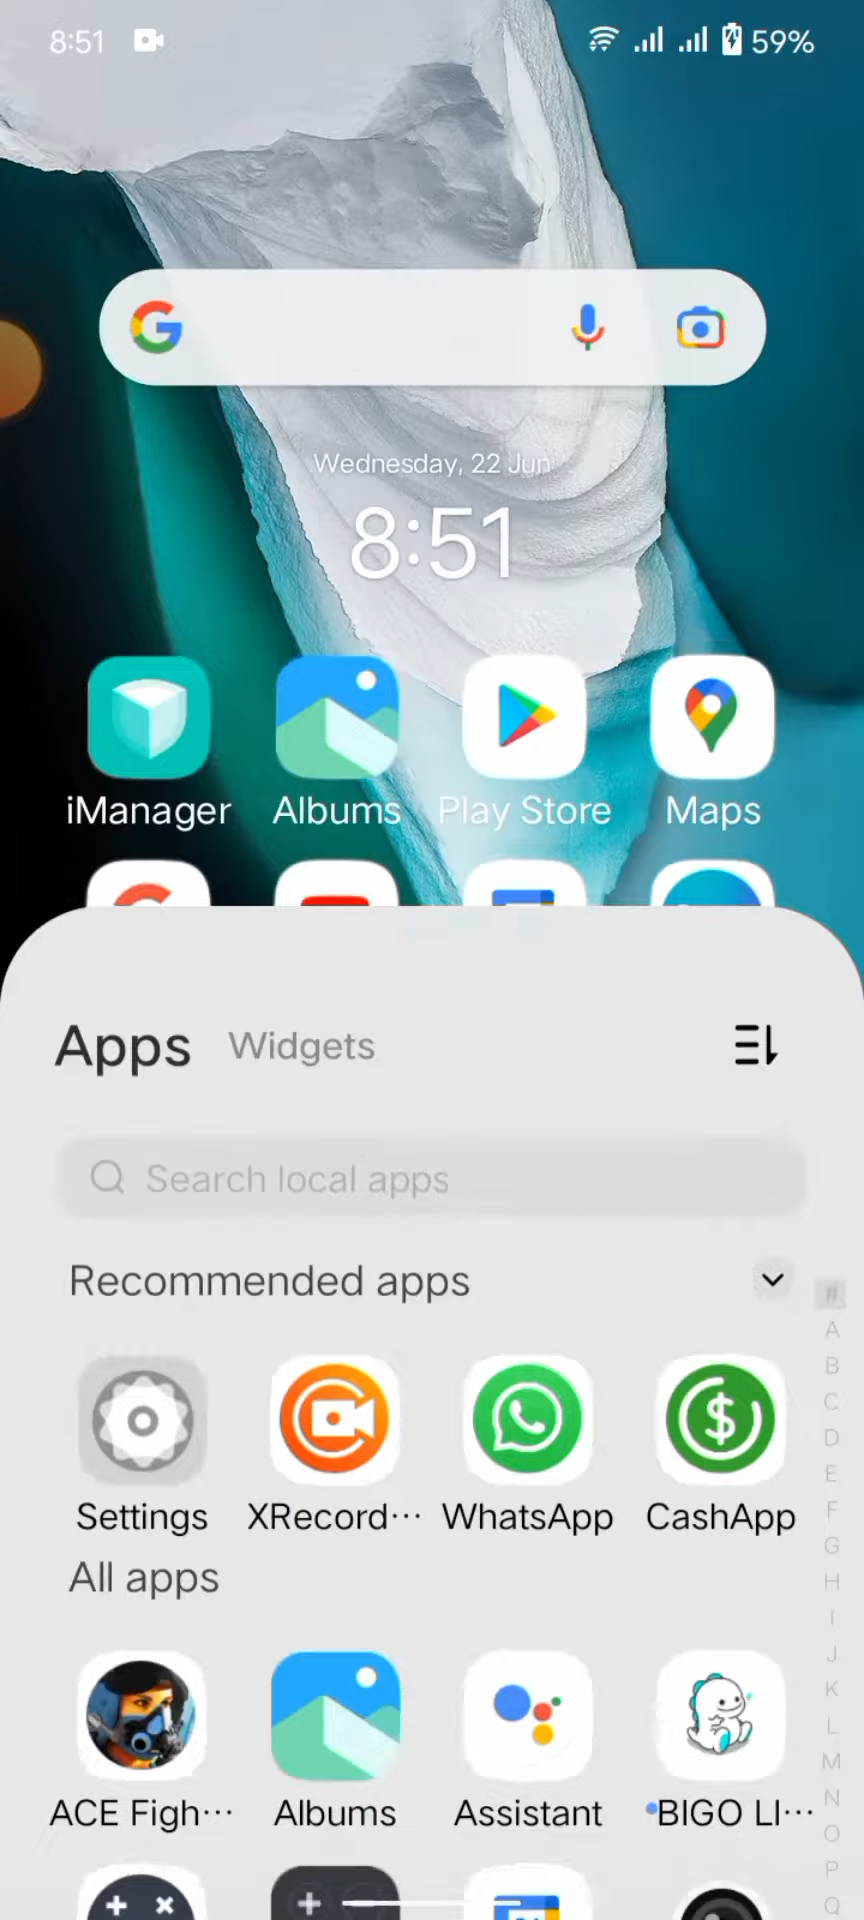 8:51
59%
Wednesday, 22 Jun
8:51
iManager Albums Play Store Maps
Apps Widgets
Search local apps
Recommended apps
Settings XRecord··· WhatsApp CashApp
All apps
ACE Figh··· Albums Assistant BIGO LI···
#
A
B
C
D
E
F
G
H
I
J
K
L
M
N
O
P
Q